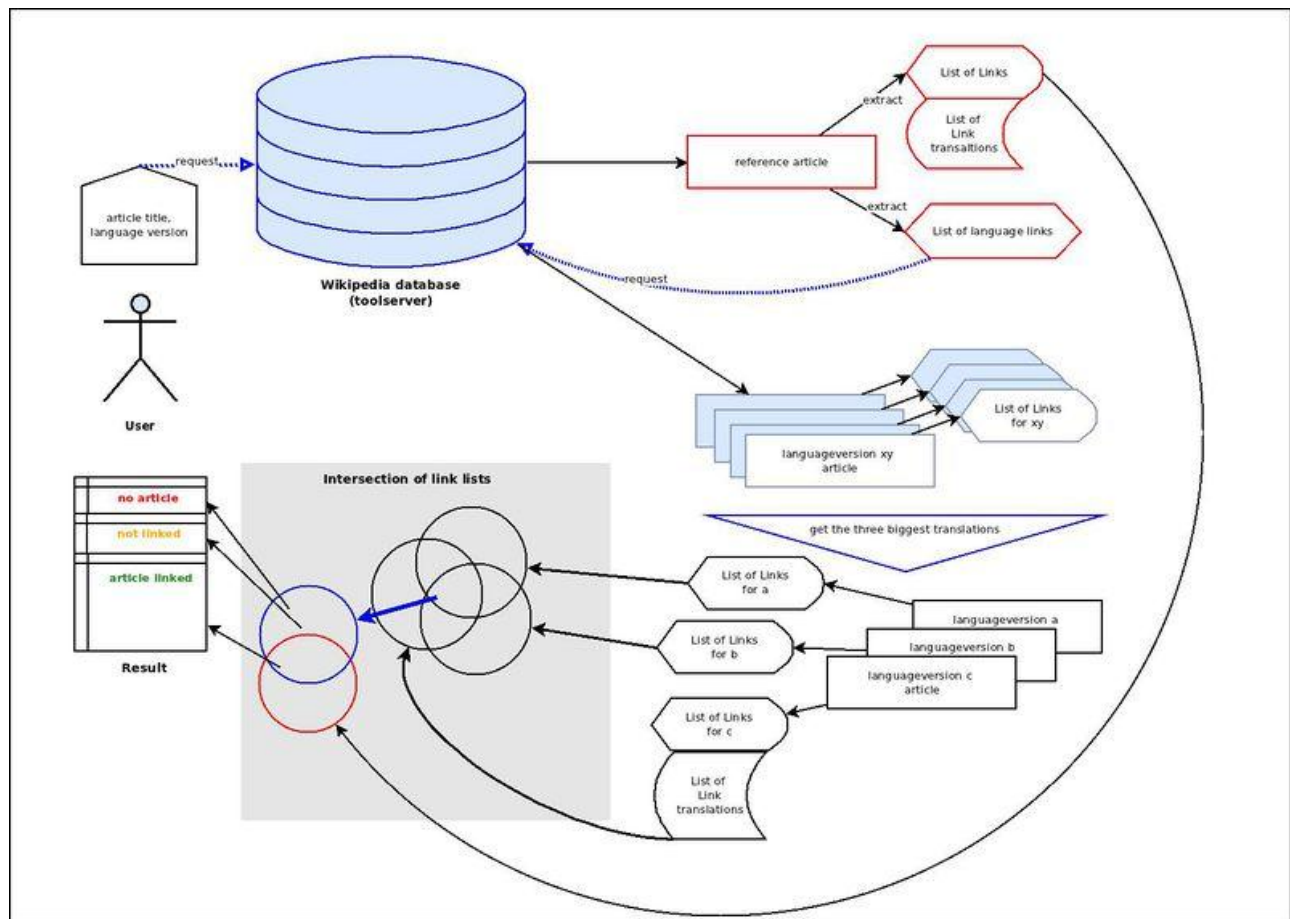 List of Links
extract
List of
Link
transaltions
request
reference article
article title,
language version
extract
List of language links
request
Wikipedia database
(toolserver)
List of Links
for xy
User
languageversion xy
article
Intersection of link lists
no article
get the three biggest translations
not linked
article linked
List of Links
for a
languageversion a
List of Links
for b
languageversion b
Result
languageversion c
article
List of Links
for c
List of
Link
translations